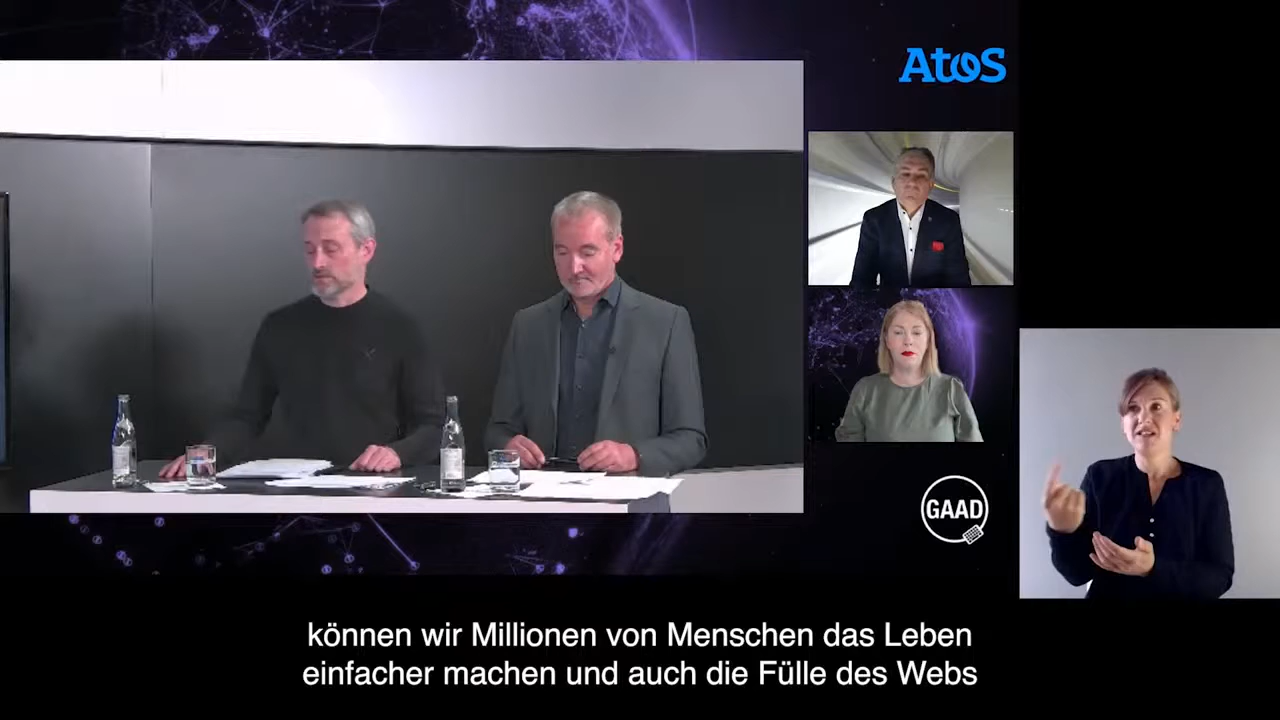 Atos
GAAD
können wir Millionen von Menschen das Leben
einfacher machen und auch die Fülle des Webs